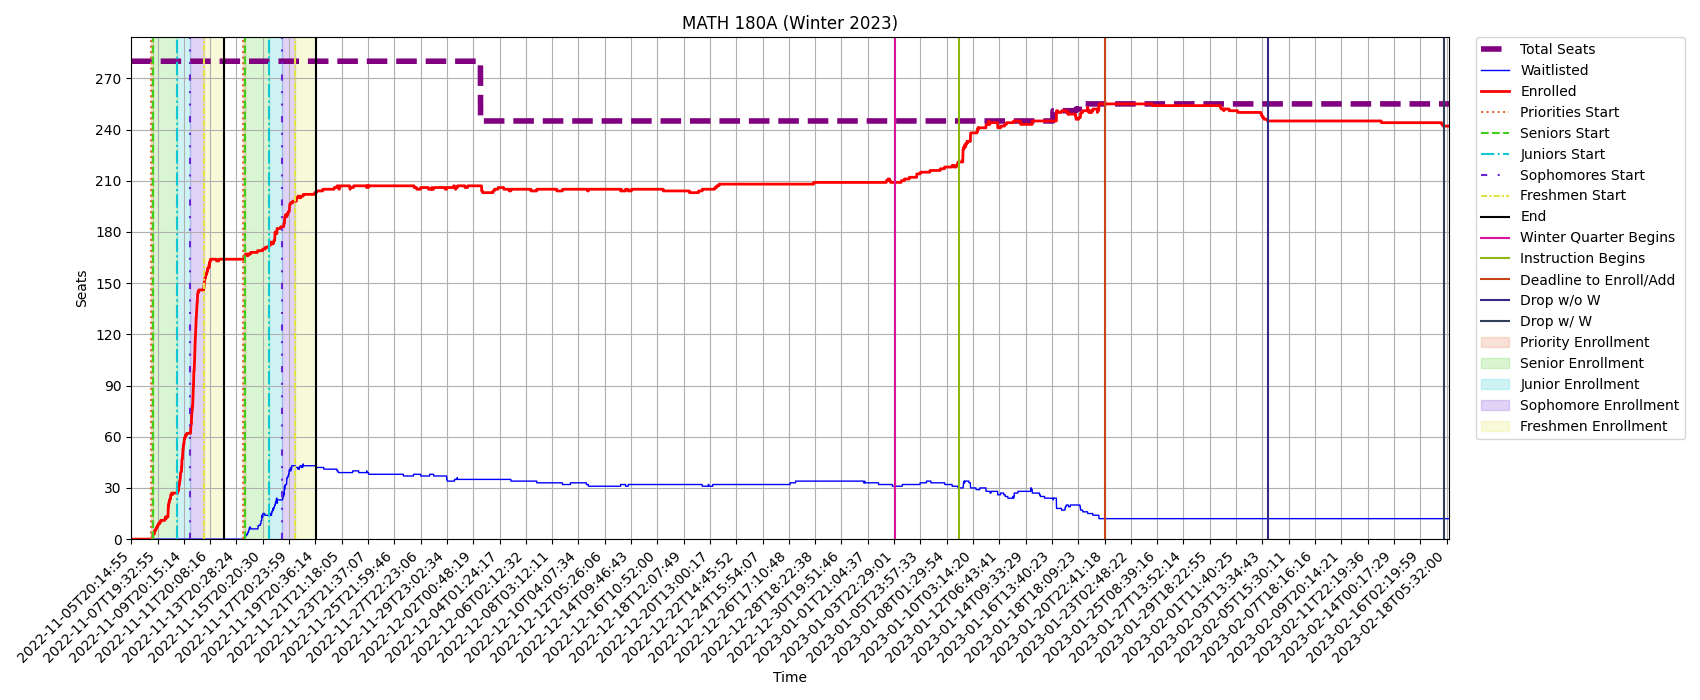 MATH 180A (Winter 2023)
Seats
270
240
210
180
150
120
90
60
30
0
2022-11-05T20:14:55
2022-11-07T19:32:55
2022-11-09T20:15:14
2022-11-11T20:08:16
2022-11-13T20:28:24
2022-11-15T20:20:30
2022-11-17T20:23:59
2022-11-19T20:36:14
2022-11-21T21:18:05
2022-11-23T21:37:07
2022-11-25T21:59:46
2022-11-27T22:23:06
2022-11-29T23:02:34
2022-12-02T00:48:19
2022-12-04T01:24:17
2022-12-06T02:12:32
2022-12-08T03:12:11
2022-12-10T04:07:34
2022-12-12T05:26:06
2022-12-14T09:46:43
2022-12-16T10:52:00
2022-12-18T12:07:49
2022-12-20T13:00:17
2022-12-22T14:45:52
2022-12-24T15:54:07
2022-12-26T17:10:48
2022-12-28T18:22:38
2022-12-30T19:51:46
2023-01-01T21:04:37
2023-01-03T22:29:01
2023-01-05T23:57:33
2023-01-08T01:29:54
2023-01-10T03:14:20
2023-01-12T06:43:41
2023-01-14T09:33:29
2023-01-16T13:40:23
2023-01-18T18:09:23
2023-01-20T22:41:18
2023-01-23T02:48:22
2023-01-25T08:39:16
2023-01-27T13:52:14
2023-01-29T18:22:55
2023-02-01T11:40:25
2023-02-03T13:34:43
2023-02-05T15:30:11
2023-02-07T18:16:16
2023-02-09T20:14:21
2023-02-11T22:19:36
2023-02-14T00:17:29
2023-02-16T02:19:59
2023-02-18T05:32:00
Time
Total Seats
Waitlisted
Enrolled
Priorities Start
Seniors Start
Juniors Start
Sophomores Start
Freshmen Start
End
Winter Quarter Begins
Instruction Begins
Deadline to Enroll/Add
Drop w/o W
Drop w/ W
Priority Enrollment
Senior Enrollment
Junior Enrollment
Sophomore Enrollment
Freshmen Enrollment